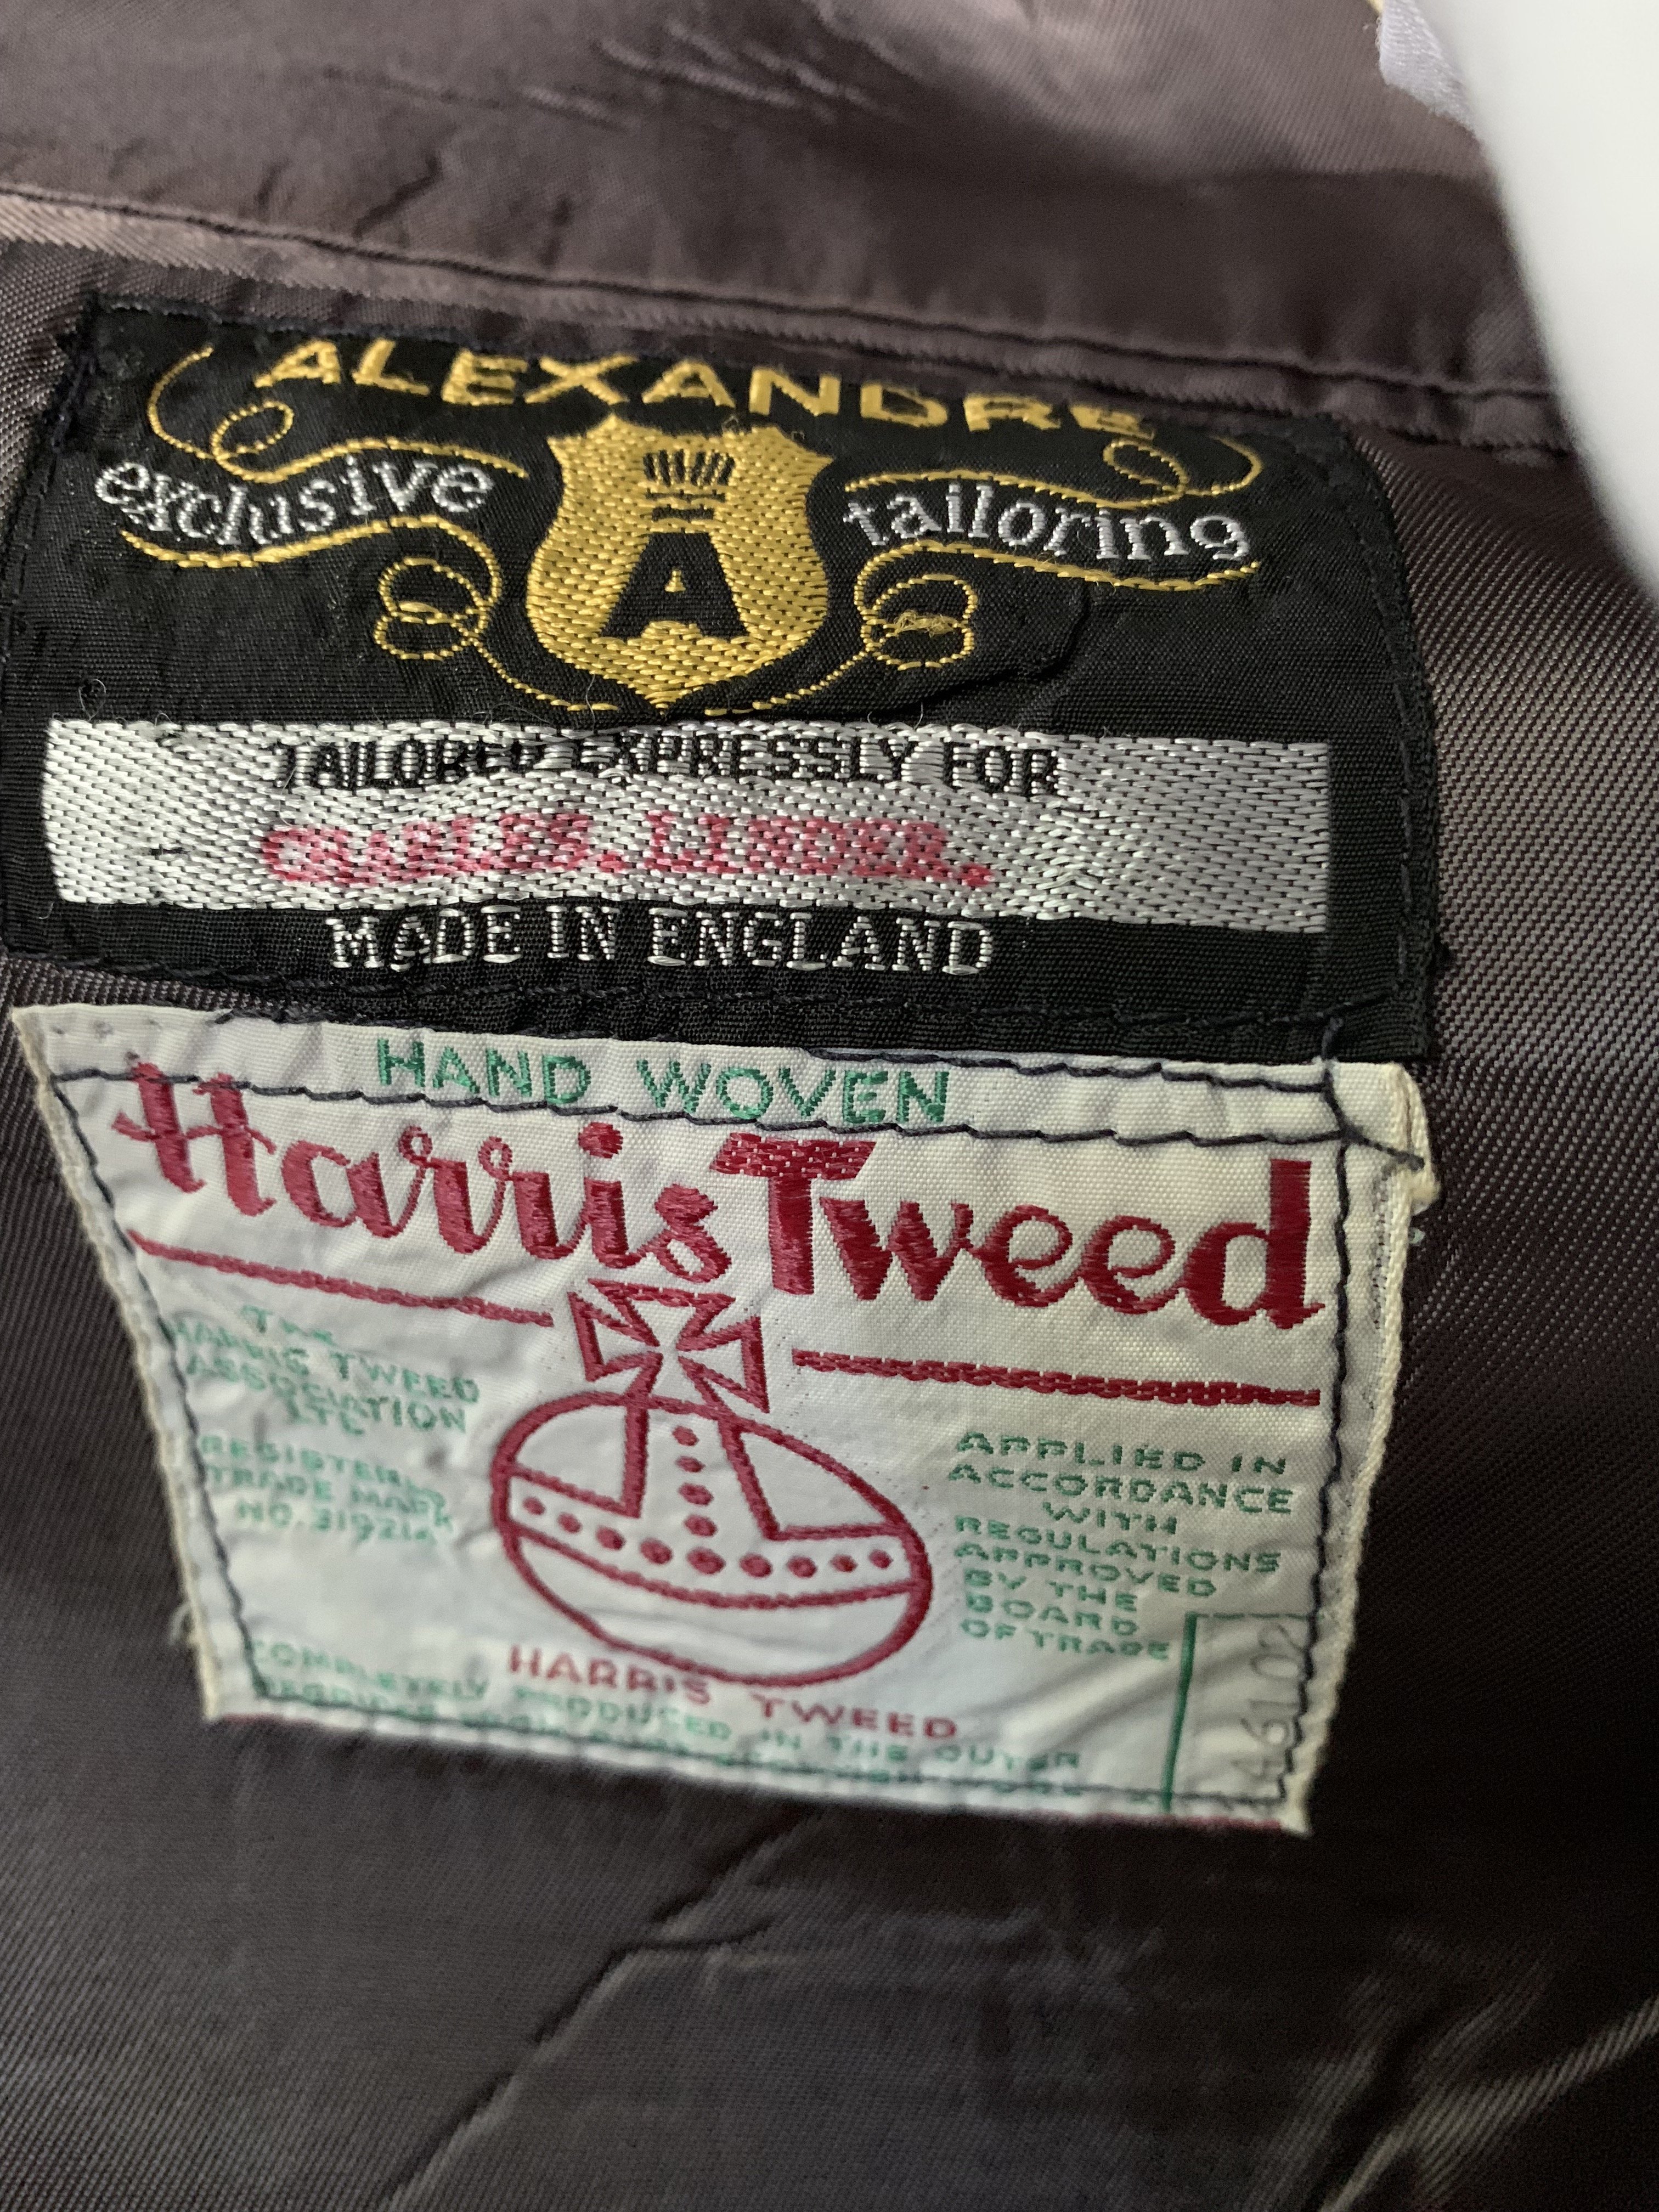 ALEXANDRE
exclusive tailoring
A
TAILORED EXPRESSLY FOR
CHARLES. LINDER.
MADE IN ENGLAND
HAND WOVEN
Harris Tweed
THE
HARRIS TWEED
ASSOCIATION
LTD
REGISTERED
TRADE MARK
NO. 319214
APPLIED IN
ACCORDANCE
WITH
REGULATIONS
APPROVED
BY THE
BOARD
OF TRADE
HARRIS TWEED
COMPLETELY PRODUCED IN THE OUTER